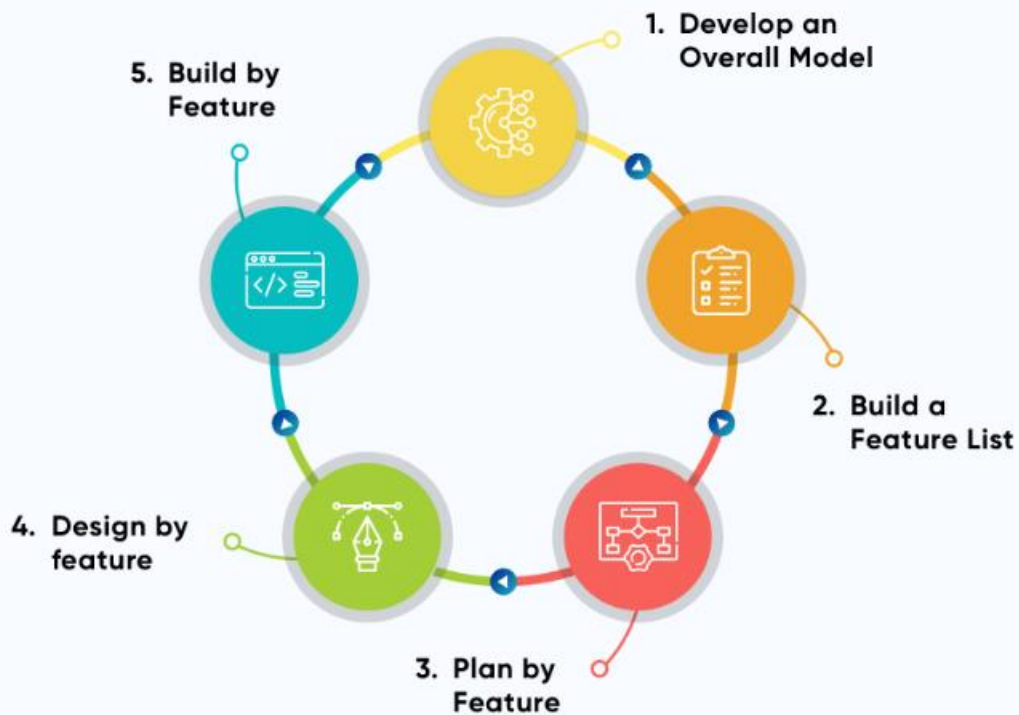 1. Develop an
Overall Model
2. Build a
Feature List
3. Plan by
Feature
4. Design by
feature
5. Build by
Feature